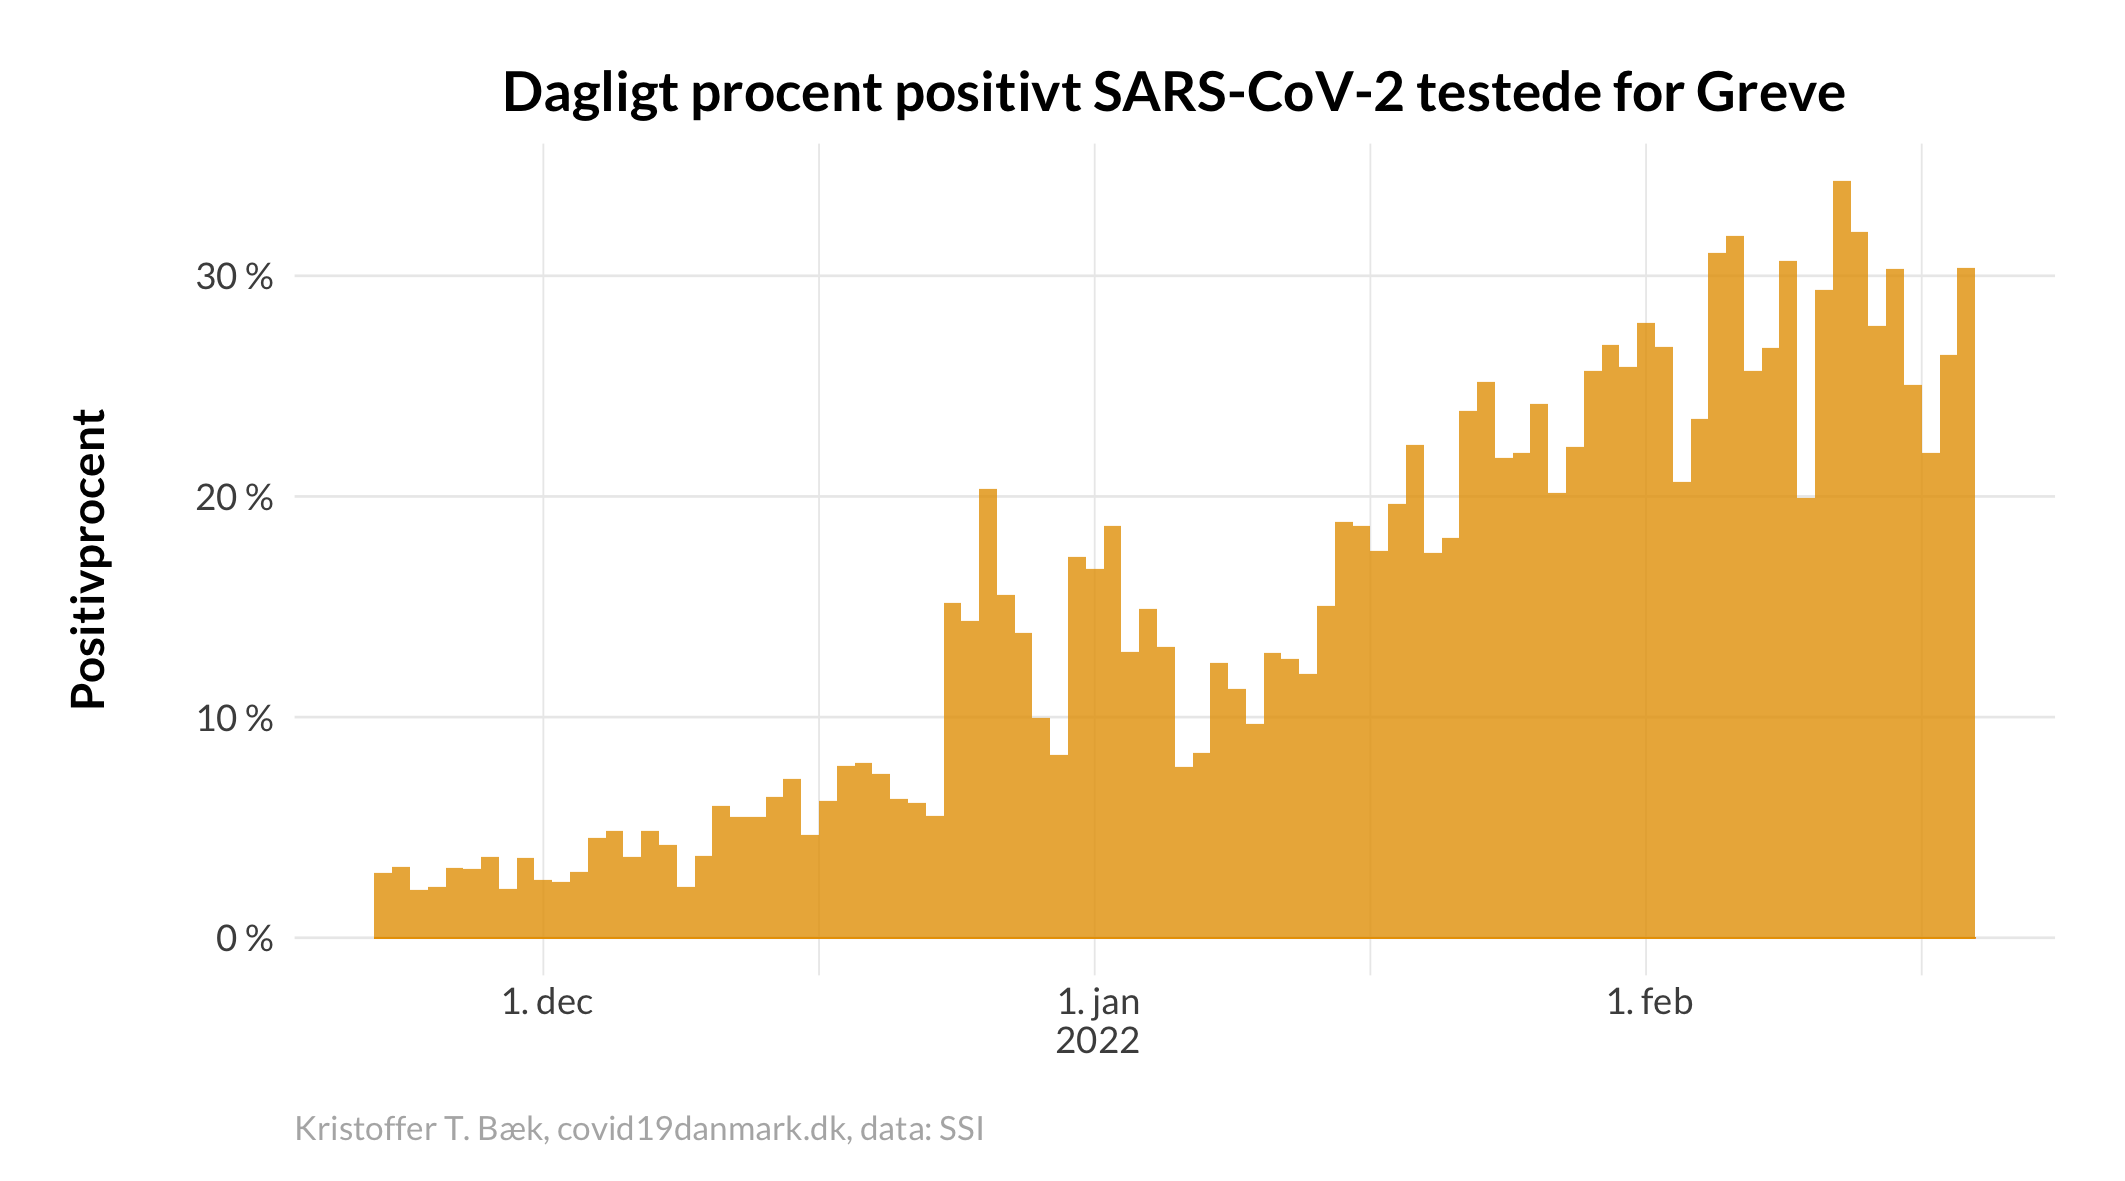 Dagligt procent positivt SARS-CoV-2 testede for Greve
Positivprocent
30 %
20 %
10 %
0 %
1. dec
1. jan
2022
1. feb
Kristoffer T. Bæk, covid19danmark.dk, data: SSI